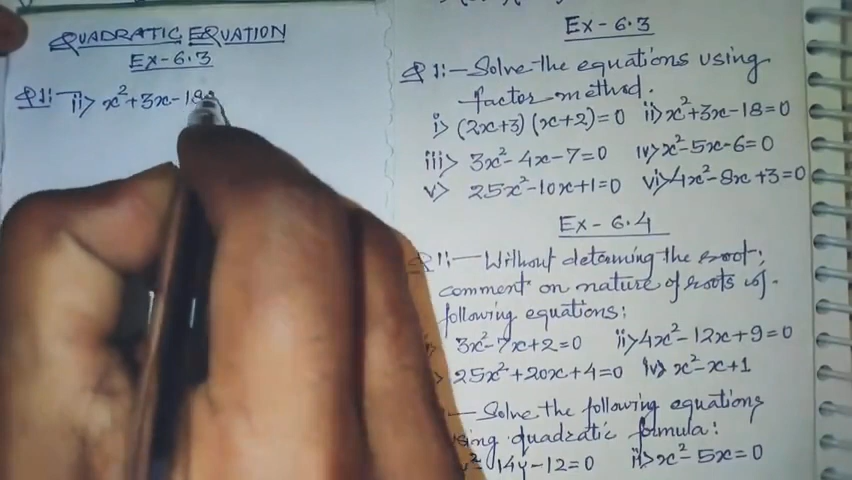 QUADRATIC EQUATION
Ex-6.3
Q1:- ii> x²+3x-18
Ex-6.3
Q1:- Solve the equations using
factor method.
i> (2x+3)(x+2)=0 ii> x²+3x-18=0
iii> 3x²-4x-7=0 iv> x²-5x-6=0
v> 25x²-10x+1=0 vi> 4x²-8x+3=0
Ex-6.4
Q1:- Without determing the root,
comment on nature of roots of
following equations:
3x²-7x+2=0 ii> 4x²-12x+9=0
> 25x²+20x+4=0 iv> x²-x+1
- Solve the following equations
using quadratic formula:
²-14y-12=0 ii> x²-5x=0